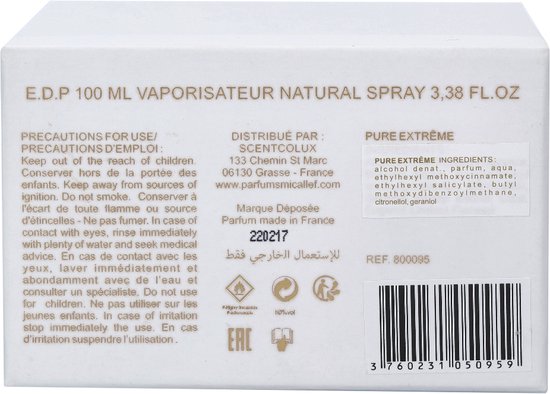 E.D.P 100 ML VAPORISATEUR NATURAL SPRAY 3,38 FL.OZ
PRECAUTIONS FOR USE/
PRÉCAUTIONS D'EMPLOI :
Keep out of the reach of children.
Conserver hors de la portée des
enfants. Keep away from sources of
ignition. Do not smoke. Conserver à
l'écart de toute flamme ou source
d'étincelles - Ne pas fumer. In case of
contact with eyes, rinse immediately
with plenty of water and seek medical
advice. En cas de contact avec les
yeux, laver immédiatement et
abondamment avec de l'eau et
consulter un spécialiste. Do not use
for children. Ne pas utiliser sur les
jeunes enfants. In case of irritation
stop immediately the use. En cas
d'irritation suspendre l'utilisation .
DISTRIBUÉ PAR :
SCENTCOLUX
133 Chemin St Marc
06130 Grasse - France
www.parfumsmicallef.com
Marque Déposée
Parfum made in France
220217
للإستعمال الخارجي فقط
80%vol
EAC
PURE EXTRÊME
PURE EXTRÊME INGREDIENTS:
alcohol denat., parfum, aqua,
ethylhexyl methoxycinnamate,
ethylhexyl salicylate, butyl
methoxydibenzoylmethane,
citronellol, geraniol
REF. 800095
3 760231 050959